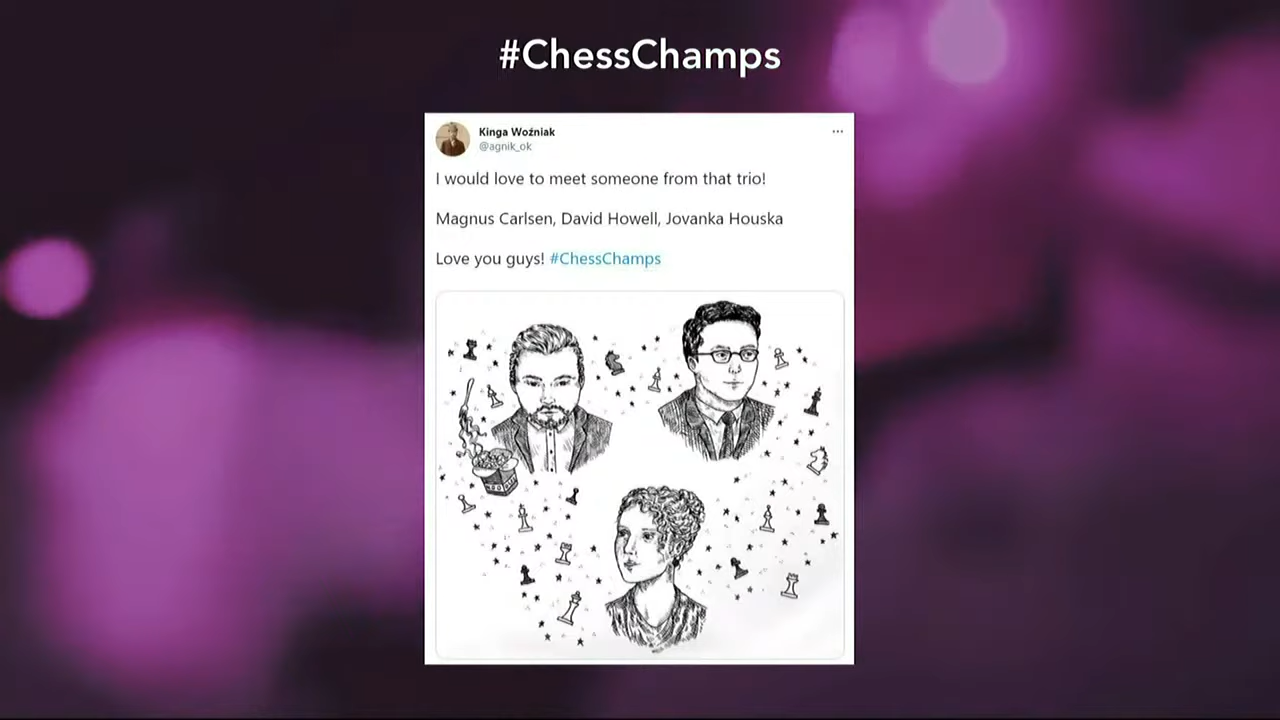 #ChessChamps
Kinga Woźniak
@agnik_ok
I would love to meet someone from that trio!
Magnus Carlsen, David Howell, Jovanka Houska
Love you guys! #ChessChamps